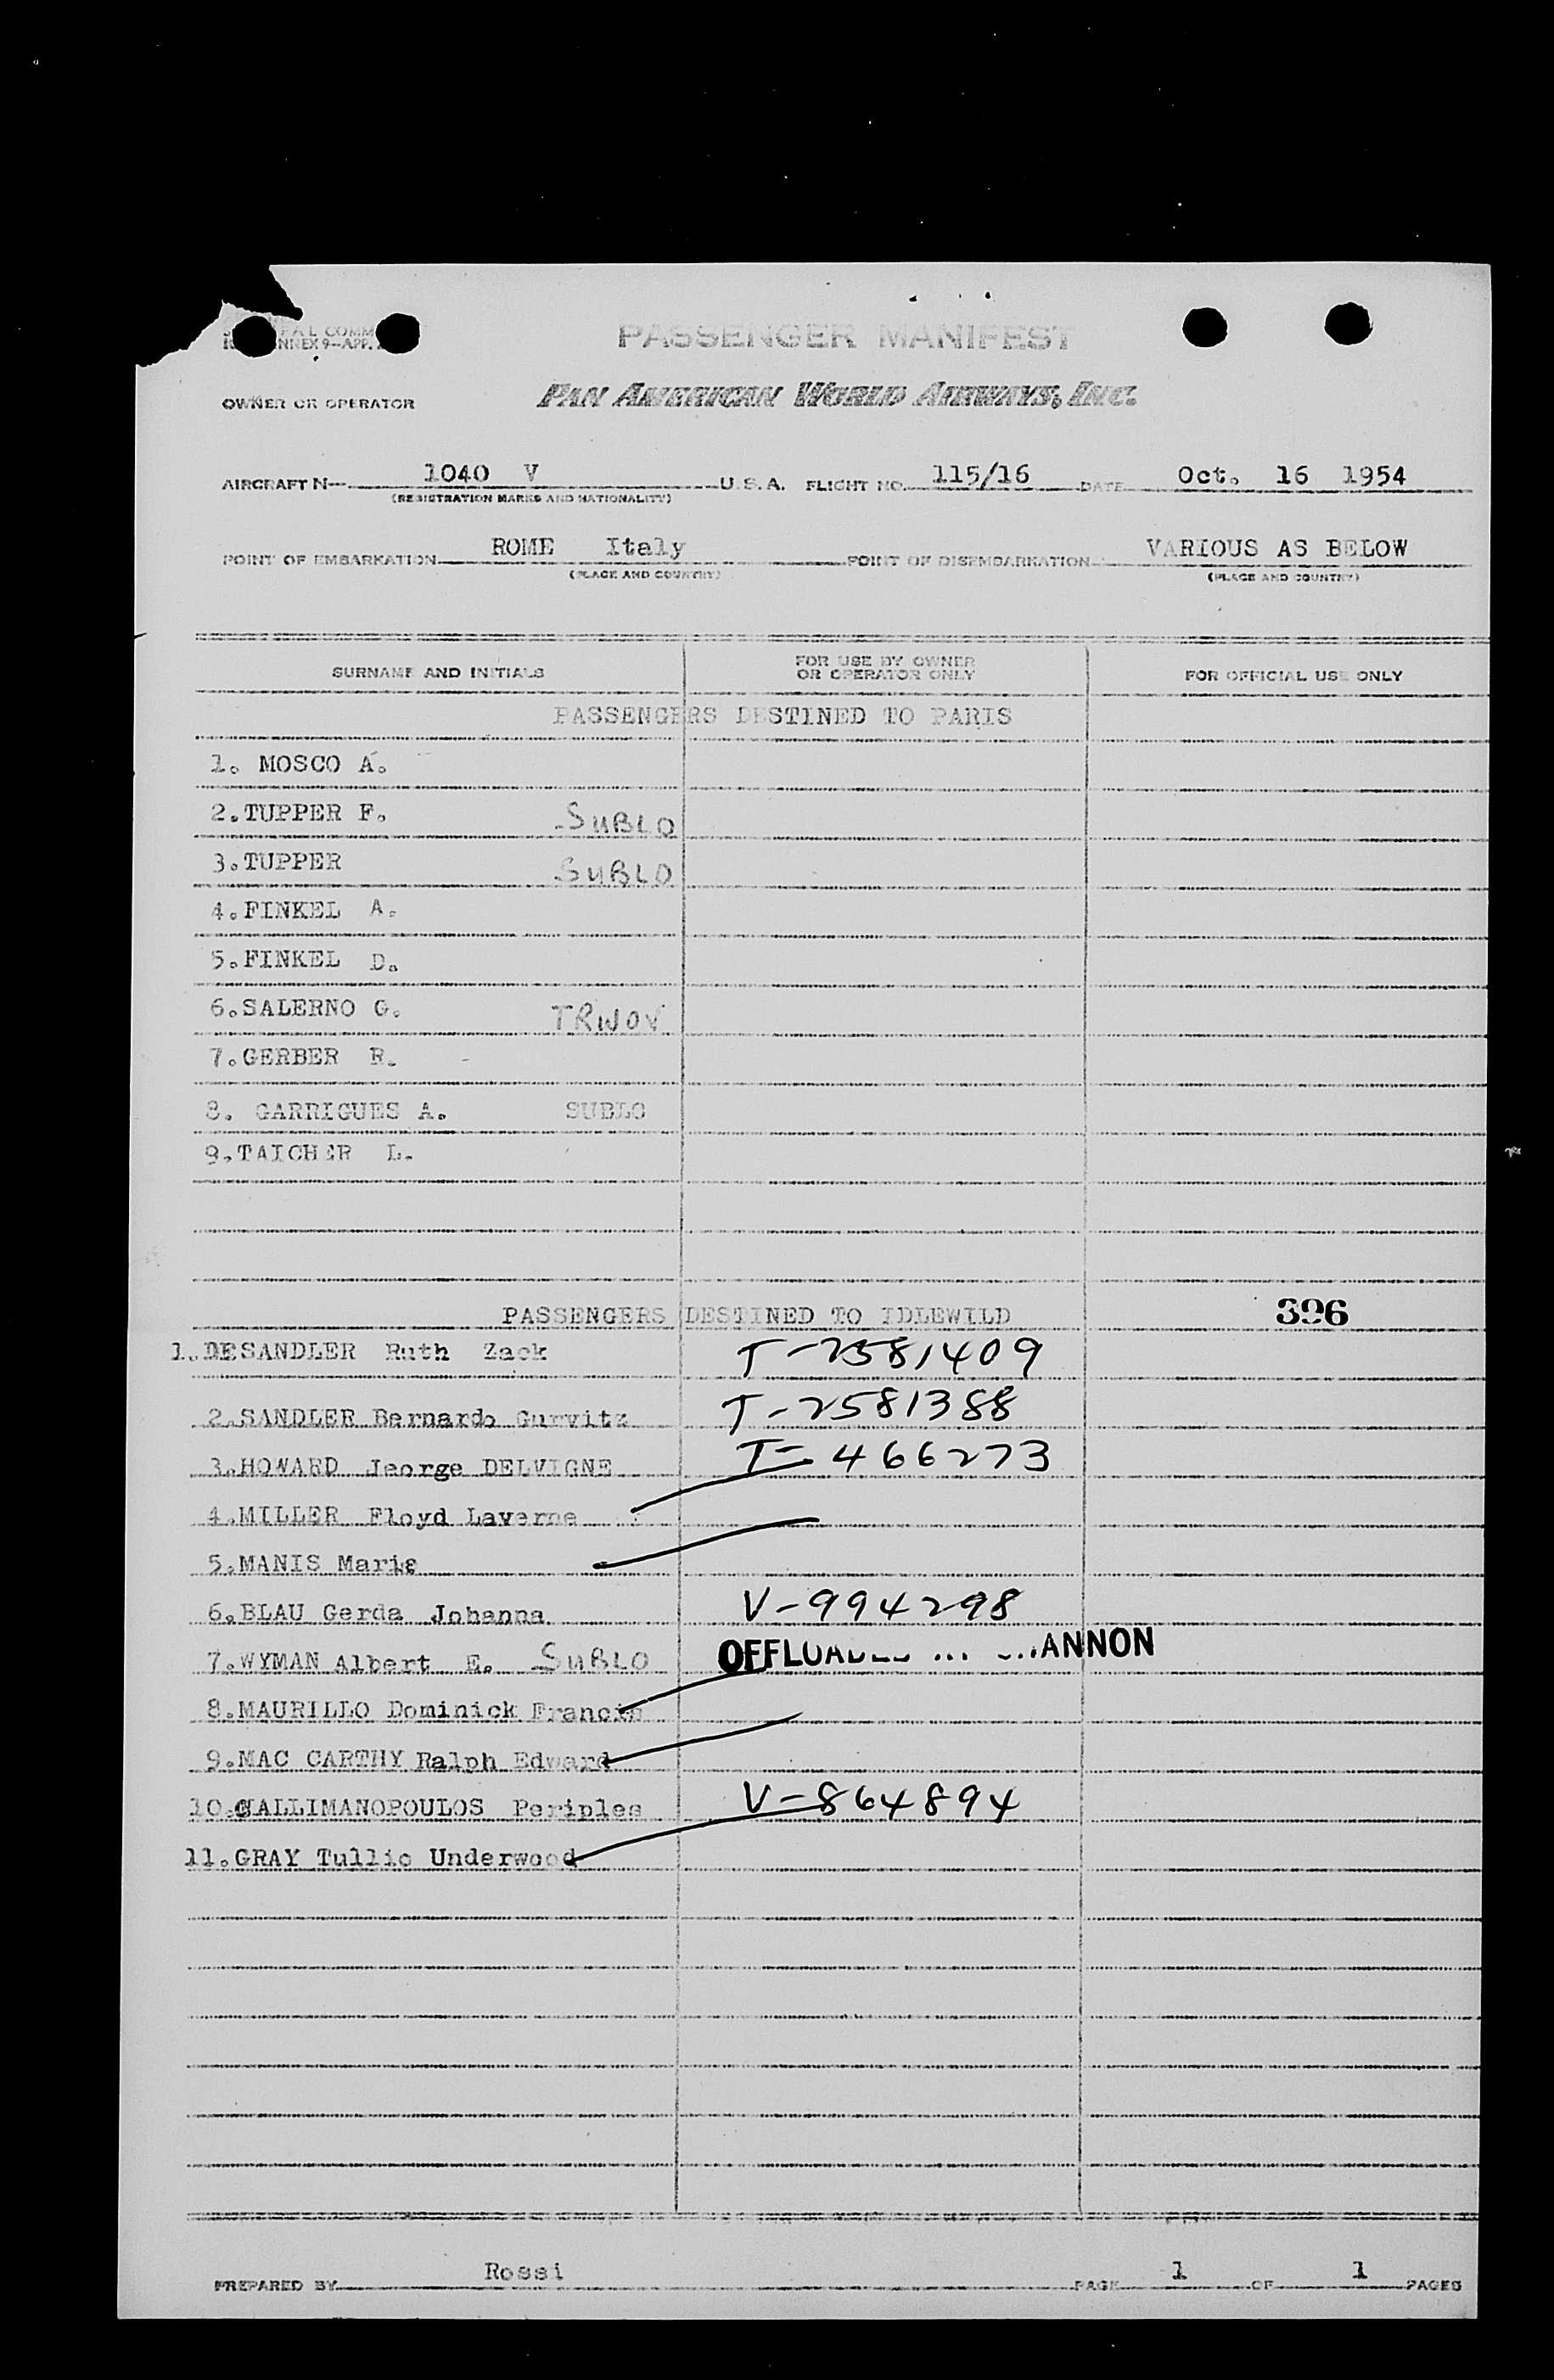 PASSENGER MANIFEST
OWNER OR OPERATOR PAN AMERICAN WORLD AIRWAYS, INC.
AIRCRAFT N— 1040 V U. S. A. FLIGHT NO. 115/16 DATE Oct. 16 1954
(REGISTRATION MARKS AND NATIONALITY)
POINT OF EMBARKATION ROME Italy POINT OF DISEMBARKATION VARIOUS AS BELOW
(PLACE AND COUNTRY) (PLACE AND COUNTRY)
SURNAME AND INITIALS FOR USE BY OWNER OR OPERATOR ONLY FOR OFFICIAL USE ONLY
PASSENGERS DESTINED TO PARIS
1. MOSCO A.
2.TUPPER F. SUBLO
3.TUPPER SUBLO
4.FINKEL A.
5.FINKEL D.
6.SALERNO G.
7.GERBER R.
8. GARRIGUES A. SUBLO
9.TAICHER L.
PASSENGERS DESTINED TO IDLEWILD 396
1.DESANDLER Ruth Zack T-2581409
2.SANDLER Bernardo Gurvitz T-2581388
3.HOWARD Jeorge DELVIGNE T-466273
4.MILLER Floyd Laverne
5.MANIS Marie
6.BLAU Gerda Johanna V-994298
7.WYMAN Albert E. SUBLO
8.MAURILLO Dominick Francis
9.MAC CARTHY Ralph Edward
10.CALLIMANOPOULOS Periples V-864894
11.GRAY Tullio Underwood
PREPARED BY Rossi PAGE 1 OF 1 PAGES